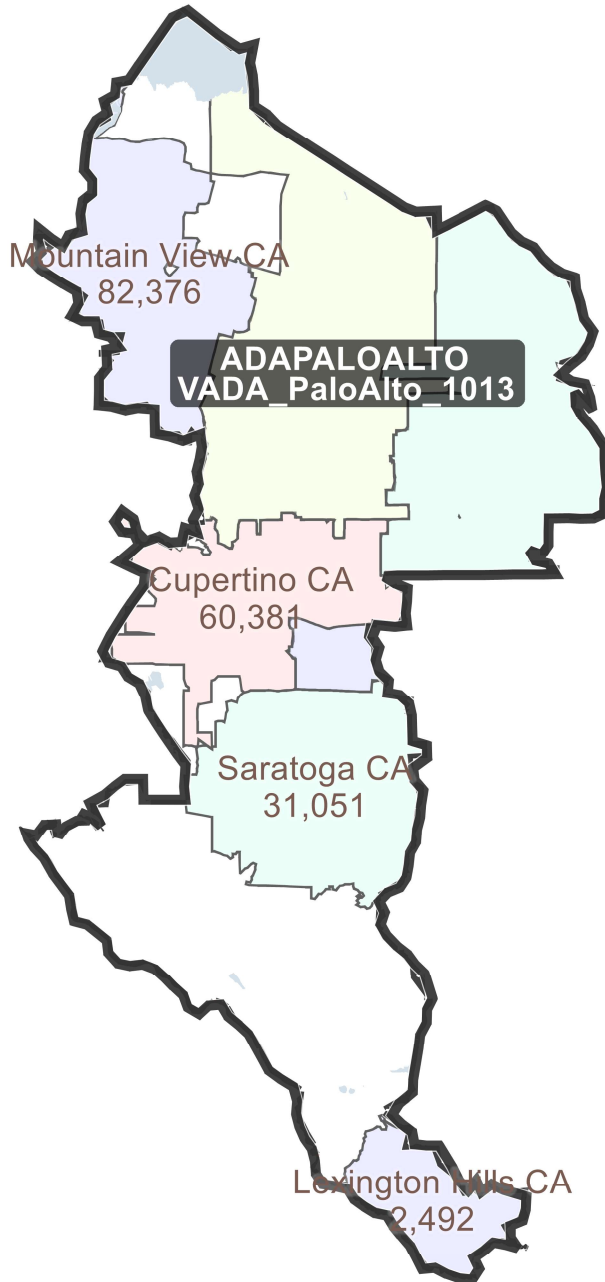 Mountain View CA
82,376
ADAPALOALTO
VADA_PaloAlto_1013
Cupertino CA
60,381
Saratoga CA
31,051
Lexington Hills CA
2,492